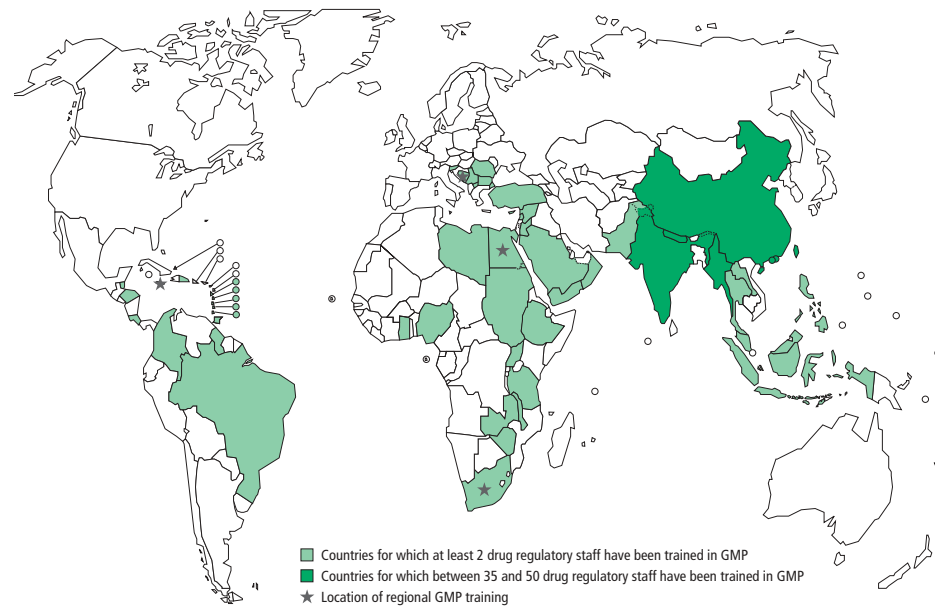 Countries for which at least 2 drug regulatory staff have been trained in GMP
Countries for which between 35 and 50 drug regulatory staff have been trained in GMP
Location of regional GMP training